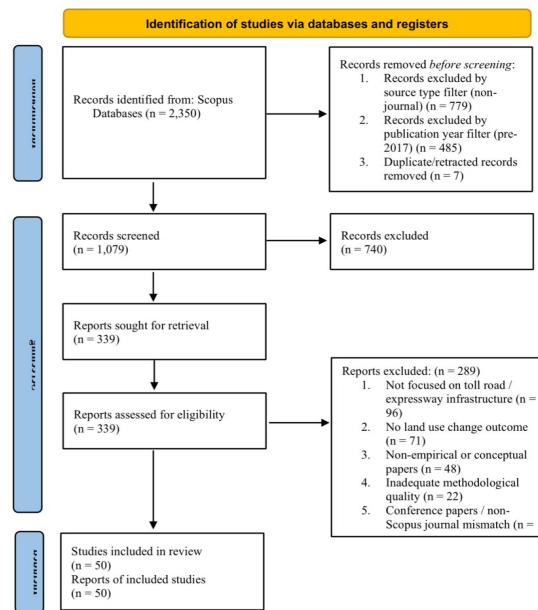 Identification of studies via databases and registers
Records identified from: Scopus
Databases (n = 2,350)
Records removed before screening:
1. Records excluded by
source type filter (non-
journal) (n = 779)
2. Records excluded by
publication year filter (pre-
2017) (n = 485)
3. Duplicate/retracted records
removed (n = 7)
Records screened
(n = 1,079)
Records excluded
(n = 740)
Reports sought for retrieval
(n = 339)
Reports assessed for eligibility
(n = 339)
Reports excluded: (n = 289)
1. Not focused on toll road /
expressway infrastructure (n =
96)
2. No land use change outcome
(n = 71)
3. Non-empirical or conceptual
papers (n = 48)
4. Inadequate methodological
quality (n = 22)
5. Conference papers / non-
Scopus journal mismatch (n =
Studies included in review
(n = 50)
Reports of included studies
(n = 50)